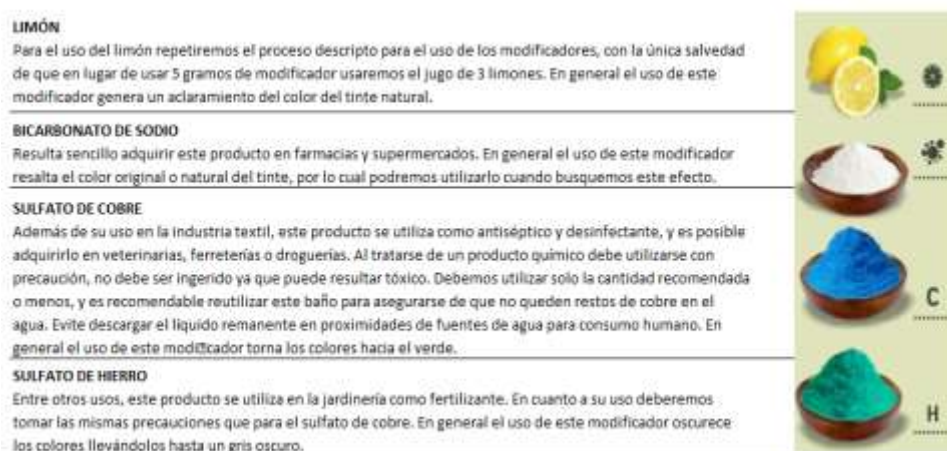 LIMÓN
Para el uso del limón repetiremos el proceso descripto para el uso de los modificadores, con la única salvedad
de que en lugar de usar 5 gramos de modificador usaremos el jugo de 3 limones. En general el uso de este
modificador genera un aclaramiento del color del tinte natural.
BICARBONATO DE SODIO
Resulta sencillo adquirir este producto en farmacias y supermercados. En general el uso de este modificador
resalta el color original o natural del tinte, por lo cual podremos utilizarlo cuando busquemos este efecto.
SULFATO DE COBRE
Además de su uso en la industria textil, este producto se utiliza como antiséptico y desinfectante, y es posible
adquirirlo en veterinarias, ferreterías o droguerías. Al tratarse de un producto químico debe utilizarse con
precaución, no debe ser ingerido ya que puede resultar tóxico. Debemos utilizar solo la cantidad recomendada
o menos, y es recomendable reutilizar este baño para asegurarse de que no queden restos de cobre en el
agua. Evite descargar el líquido remanente en proximidades de fuentes de agua para consumo humano. En
general el uso de este modificador torna los colores hacia el verde.
C
SULFATO DE HIERRO
Entre otros usos, este producto se utiliza en la jardinería como fertilizante. En cuanto a su uso deberemos
tomar las mismas precauciones que para el sulfato de cobre. En general el uso de este modificador oscurece
los colores llevándolos hasta un gris oscuro.
H